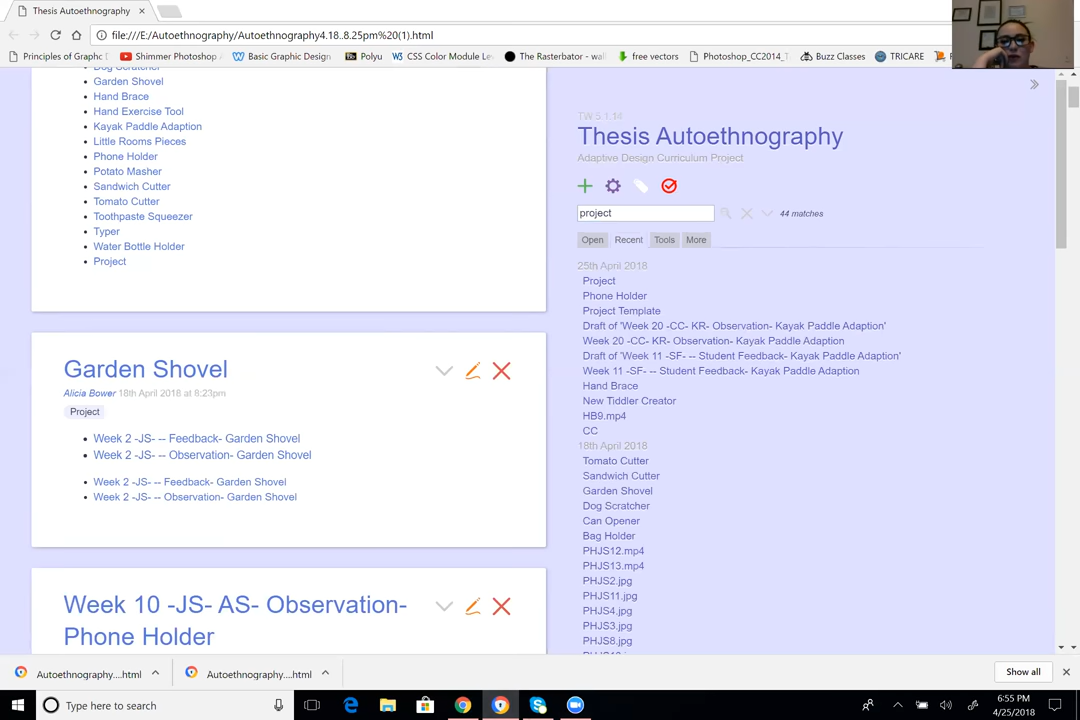 Thesis Autoethnography
file:///E:/Autoethnography/Autoethnography4.18..8.25pm%20(1).html
Principles of Graphc D
Shimmer Photoshop
Basic Graphic Design
Polyu
CSS Color Module Le
The Rasterbator - wal
free vectors
Photoshop_CC2014_T
Buzz Classes
TRICARE
Dog Scratcher
Garden Shovel
Hand Brace
Hand Exercise Tool
Kayak Paddle Adaption
Little Rooms Pieces
Phone Holder
Potato Masher
Sandwich Cutter
Tomato Cutter
Toothpaste Squeezer
Typer
Water Bottle Holder
Project
Garden Shovel
Alicia Bower 18th April 2018 at 8:23pm
Project
Week 2 -JS- -- Feedback- Garden Shovel
Week 2 -JS- -- Observation- Garden Shovel
Week 2 -JS- -- Feedback- Garden Shovel
Week 2 -JS- -- Observation- Garden Shovel
Week 10 -JS- AS- Observation-
Phone Holder
TW 5.1.14
Thesis Autoethnography
Adaptive Design Curriculum Project
project
44 matches
Open
Recent
Tools
More
25th April 2018
Project
Phone Holder
Project Template
Draft of 'Week 20 -CC- KR- Observation- Kayak Paddle Adaption'
Week 20 -CC- KR- Observation- Kayak Paddle Adaption
Draft of 'Week 11 -SF- -- Student Feedback- Kayak Paddle Adaption'
Week 11 -SF- -- Student Feedback- Kayak Paddle Adaption
Hand Brace
New Tiddler Creator
HB9.mp4
CC
18th April 2018
Tomato Cutter
Sandwich Cutter
Garden Shovel
Dog Scratcher
Can Opener
Bag Holder
PHJS12.mp4
PHJS13.mp4
PHJS2.jpg
PHJS11.jpg
PHJS4.jpg
PHJS3.jpg
PHJS8.jpg
Autoethnography....html
Autoethnography....html
Show all
Type here to search
6:55 PM
4/25/2018